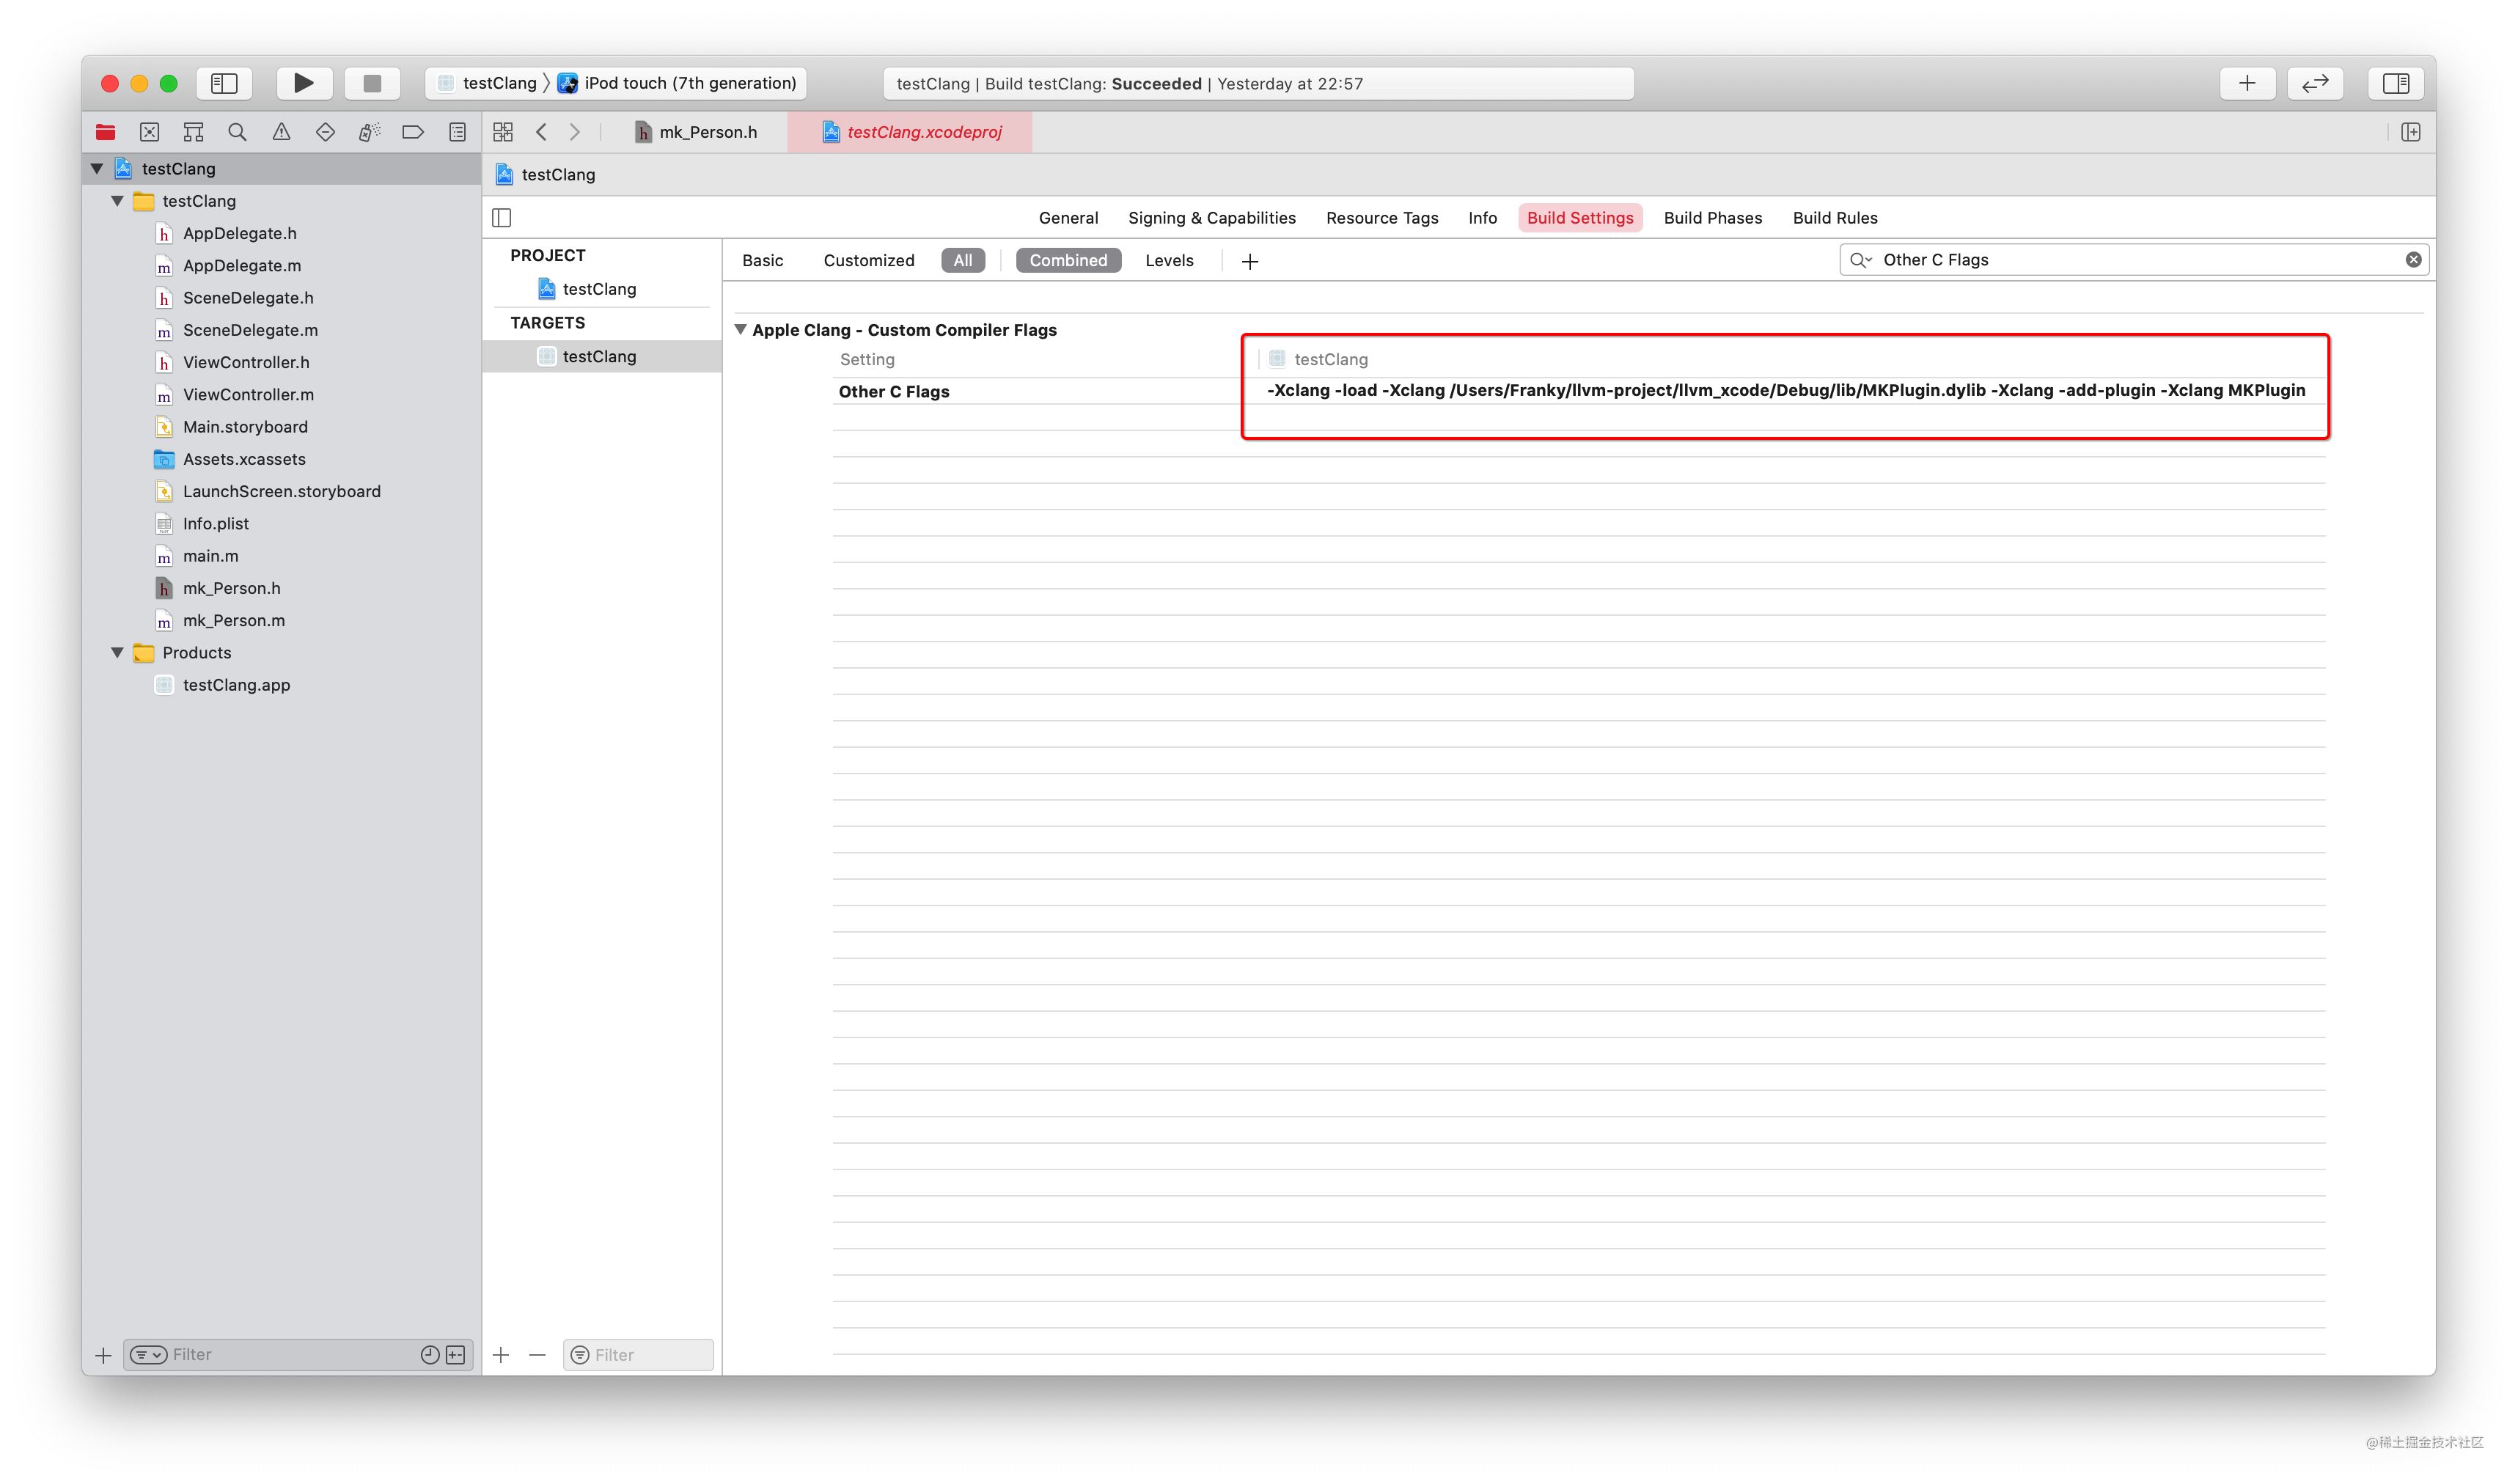 testClang 〉 iPod touch (7th generation)
testClang | Build testClang: Succeeded | Yesterday at 22:57
mk_Person.h
testClang.xcodeproj
testClang
testClang
AppDelegate.h
AppDelegate.m
SceneDelegate.h
SceneDelegate.m
ViewController.h
ViewController.m
Main.storyboard
Assets.xcassets
LaunchScreen.storyboard
Info.plist
main.m
mk_Person.h
mk_Person.m
Products
testClang.app
Filter
testClang
General Signing & Capabilities Resource Tags Info Build Settings Build Phases Build Rules
PROJECT
testClang
TARGETS
testClang
Filter
Basic Customized All Combined Levels
Other C Flags
Apple Clang - Custom Compiler Flags
Setting testClang
Other C Flags -Xclang -load -Xclang /Users/Franky/llvm-project/llvm_xcode/Debug/lib/MKPlugin.dylib -Xclang -add-plugin -Xclang MKPlugin
@稀土掘金技术社区